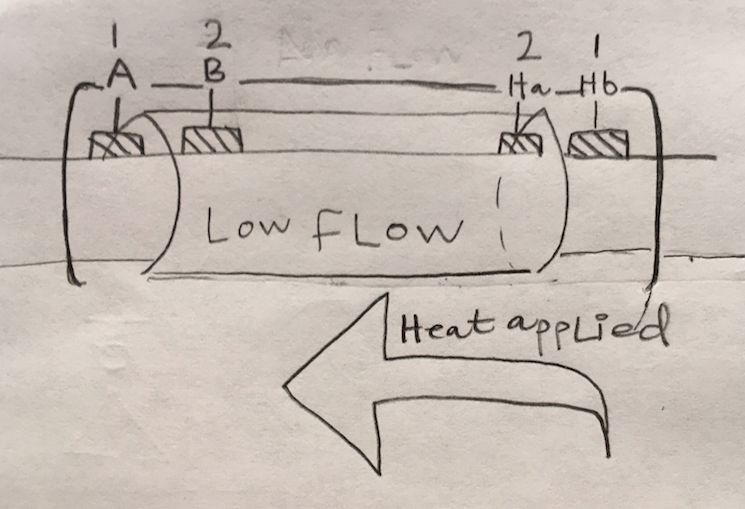 1 2 2 1
A B Ha Hb
LOW FLOW
Heat applied